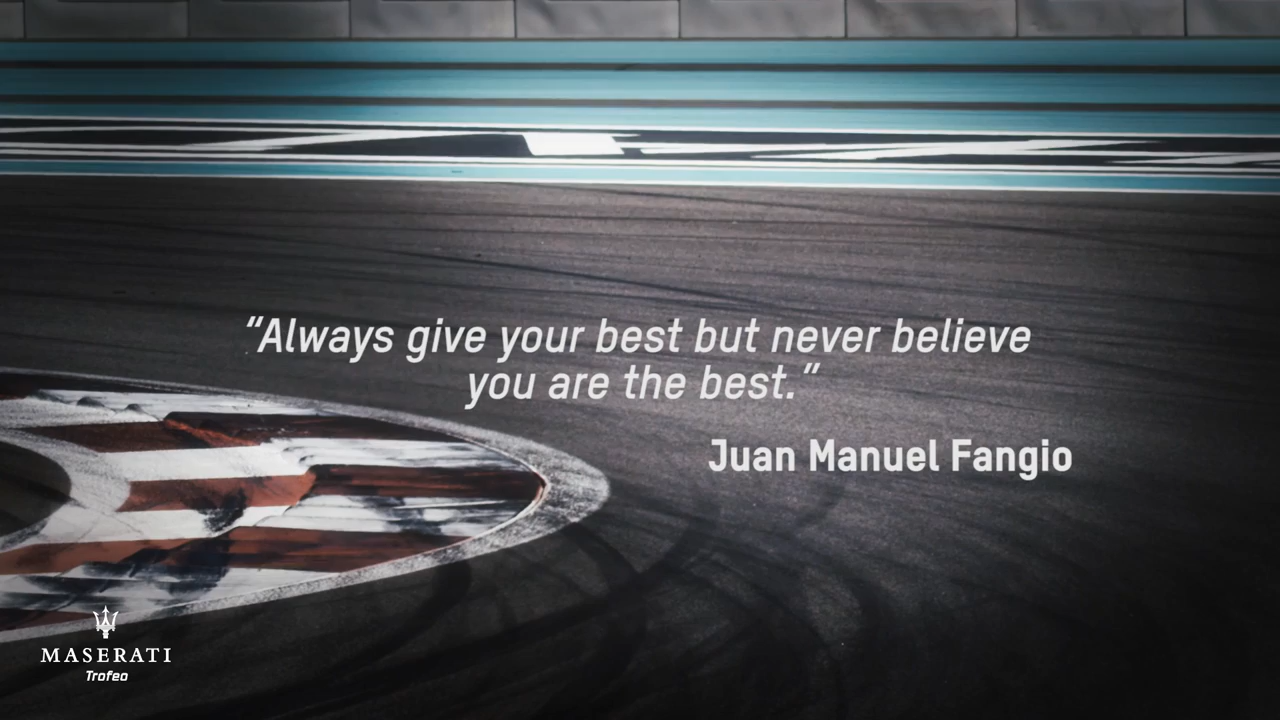 “Always give your best but never believe
you are the best.”
Juan Manuel Fangio
MASERATI
Trofeo